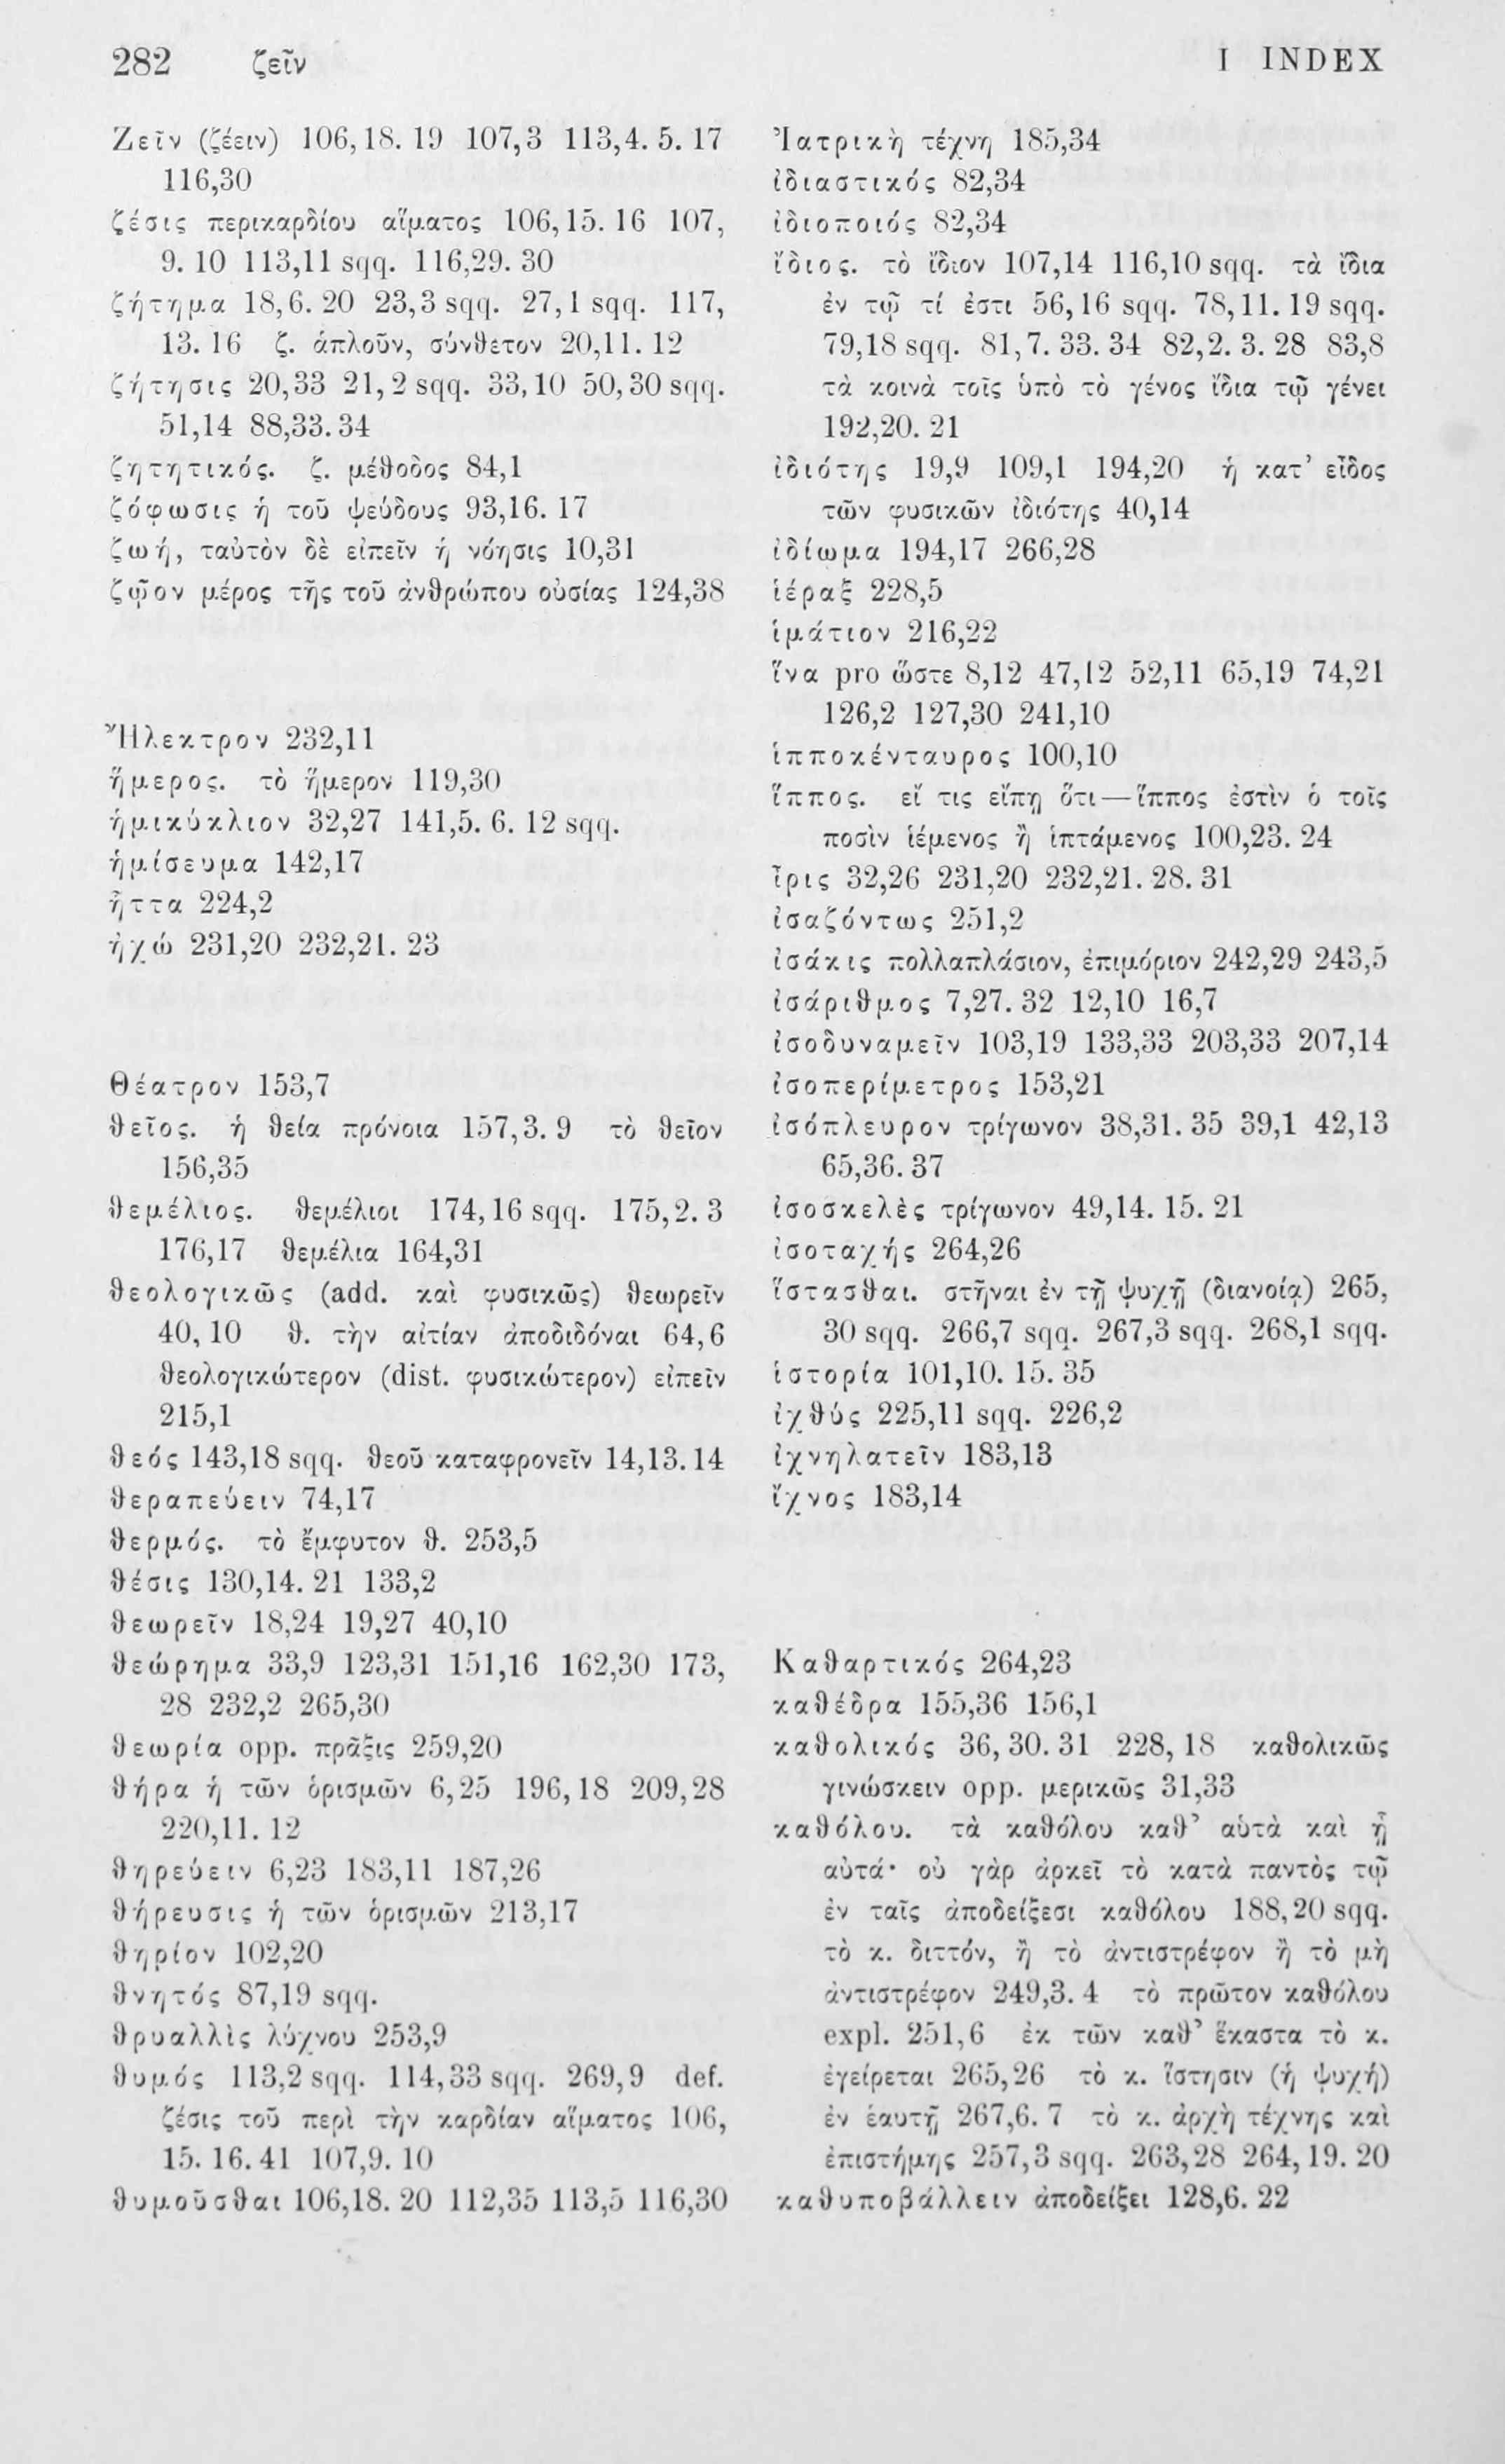 282 ζεῖν I INDEX
Ζεῖν (ζέειν) 106,18. 19 107,3 113,4. 5. 17
116,30
ζέσις περικαρδίου αἵματος 106,15. 16 107,
9. 10 113,11 sqq. 116,29. 30
ζήτημα 18,6. 20 23,3 sqq. 27,1 sqq. 117,
13. 16 ζ. ἁπλοῦν, σύνθετον 20,11. 12
ζήτησις 20,33 21,2 sqq. 33,10 50,30 sqq.
51,14 88,33. 34
ζητητικός. ζ. μέθοδος 84,1
ζόφωσις ἡ τοῦ ψεύδους 93,16. 17
ζωή, ταὐτὸν δὲ εἰπεῖν ἡ νόησις 10,31
ζῷον μέρος τῆς τοῦ ἀνθρώπου οὐσίας 124,38
Ἤλεκτρον 232,11
ἥμερος. τὸ ἥμερον 119,30
ἡμικύκλιον 32,27 141,5. 6. 12 sqq.
ἡμίσευμα 142,17
ἧττα 224,2
ἠχώ 231,20 232,21. 23
Θέατρον 153,7
θεῖος. ἡ θεία πρόνοια 157,3. 9 τὸ θεῖον
156,35
θεμέλιος. θεμέλιοι 174,16 sqq. 175,2. 3
176,17 θεμέλια 164,31
θεολογικῶς (add. καὶ φυσικῶς) θεωρεῖν
40,10 θ. τὴν αἰτίαν ἀποδιδόναι 64,6
θεολογικώτερον (dist. φυσικώτερον) εἰπεῖν
215,1
θεός 143,18 sqq. θεοῦ καταφρονεῖν 14,13. 14
θεραπεύειν 74,17
θερμός. τὸ ἔμφυτον θ. 253,5
θέσις 130,14. 21 133,2
θεωρεῖν 18,24 19,27 40,10
θεώρημα 33,9 123,31 151,16 162,30 173,
28 232,2 265,30
θεωρία opp. πρᾶξις 259,20
θήρα ἡ τῶν ὁρισμῶν 6,25 196,18 209,28
220,11. 12
θηρεύειν 6,23 183,11 187,26
θήρευσις ἡ τῶν ὁρισμῶν 213,17
θηρίον 102,20
θνητός 87,19 sqq.
θρυαλλὶς λύχνου 253,9
θυμός 113,2 sqq. 114,33 sqq. 269,9 def.
ζέσις τοῦ περὶ τὴν καρδίαν αἵματος 106,
15. 16. 41 107,9. 10
θυμοῦσθαι 106,18. 20 112,35 113,5 116,30
Ἰατρικὴ τέχνη 185,34
ἰδιαστικός 82,34
ἰδιοποιός 82,34
ἴδιος. τὸ ἴδιον 107,14 116,10 sqq. τὰ ἴδια
ἐν τῷ τί ἐστι 56,16 sqq. 78,11. 19 sqq.
79,18 sqq. 81,7. 33. 34 82,2. 3. 28 83,8
τὰ κοινὰ τοῖς ὑπὸ τὸ γένος ἴδια τῷ γένει
192,20. 21
ἰδιότης 19,9 109,1 194,20 ἡ κατ’ εἶδος
τῶν φυσικῶν ἰδιότης 40,14
ἰδίωμα 194,17 266,28
ἱέραξ 228,5
ἱμάτιον 216,22
ἵνα pro ὥστε 8,12 47,12 52,11 65,19 74,21
126,2 127,30 241,10
ἱπποκένταυρος 100,10
ἵππος. εἴ τις εἴπῃ ὅτι — ἵππος ἐστὶν ὁ τοῖς
ποσὶν ἱέμενος ἢ ἱπτάμενος 100,23. 24
ἶρις 32,26 231,20 232,21. 28. 31
ἰσαζόντως 251,2
ἰσάκις πολλαπλάσιον, ἐπιμόριον 242,29 243,5
ἰσάριθμος 7,27. 32 12,10 16,7
ἰσοδυναμεῖν 103,19 133,33 203,33 207,14
ἰσοπερίμετρος 153,21
ἰσόπλευρον τρίγωνον 38,31. 35 39,1 42,13
65,36. 37
ἰσοσκελὲς τρίγωνον 49,14. 15. 21
ἰσοταχής 264,26
ἵστασθαι. στῆναι ἐν τῇ ψυχῇ (διανοίᾳ) 265,
30 sqq. 266,7 sqq. 267,3 sqq. 268,1 sqq.
ἱστορία 101,10. 15. 35
ἰχθύς 225,11 sqq. 226,2
ἰχνηλατεῖν 183,13
ἴχνος 183,14
Καθαρτικός 264,23
καθέδρα 155,36 156,1
καθολικός 36,30. 31 228,18 καθολικῶς
γινώσκειν opp. μερικῶς 31,33
καθόλου. τὰ καθόλου καθ’ αὑτὰ καὶ ᾗ
αὐτά· οὐ γὰρ ἀρκεῖ τὸ κατὰ παντὸς τῷ
ἐν ταῖς ἀποδείξεσι καθόλου 188,20 sqq.
τὸ κ. διττόν, ἢ τὸ ἀντιστρέφον ἢ τὸ μὴ
ἀντιστρέφον 249,3. 4 τὸ πρῶτον καθόλου
expl. 251,6 ἐκ τῶν καθ’ ἕκαστα τὸ κ.
ἐγείρεται 265,26 τὸ κ. ἵστησιν (ἡ ψυχή)
ἐν ἑαυτῇ 267,6. 7 τὸ κ. ἀρχὴ τέχνης καὶ
ἐπιστήμης 257,3 sqq. 263,28 264,19. 20
καθυποβάλλειν ἀποδείξει 128,6. 22